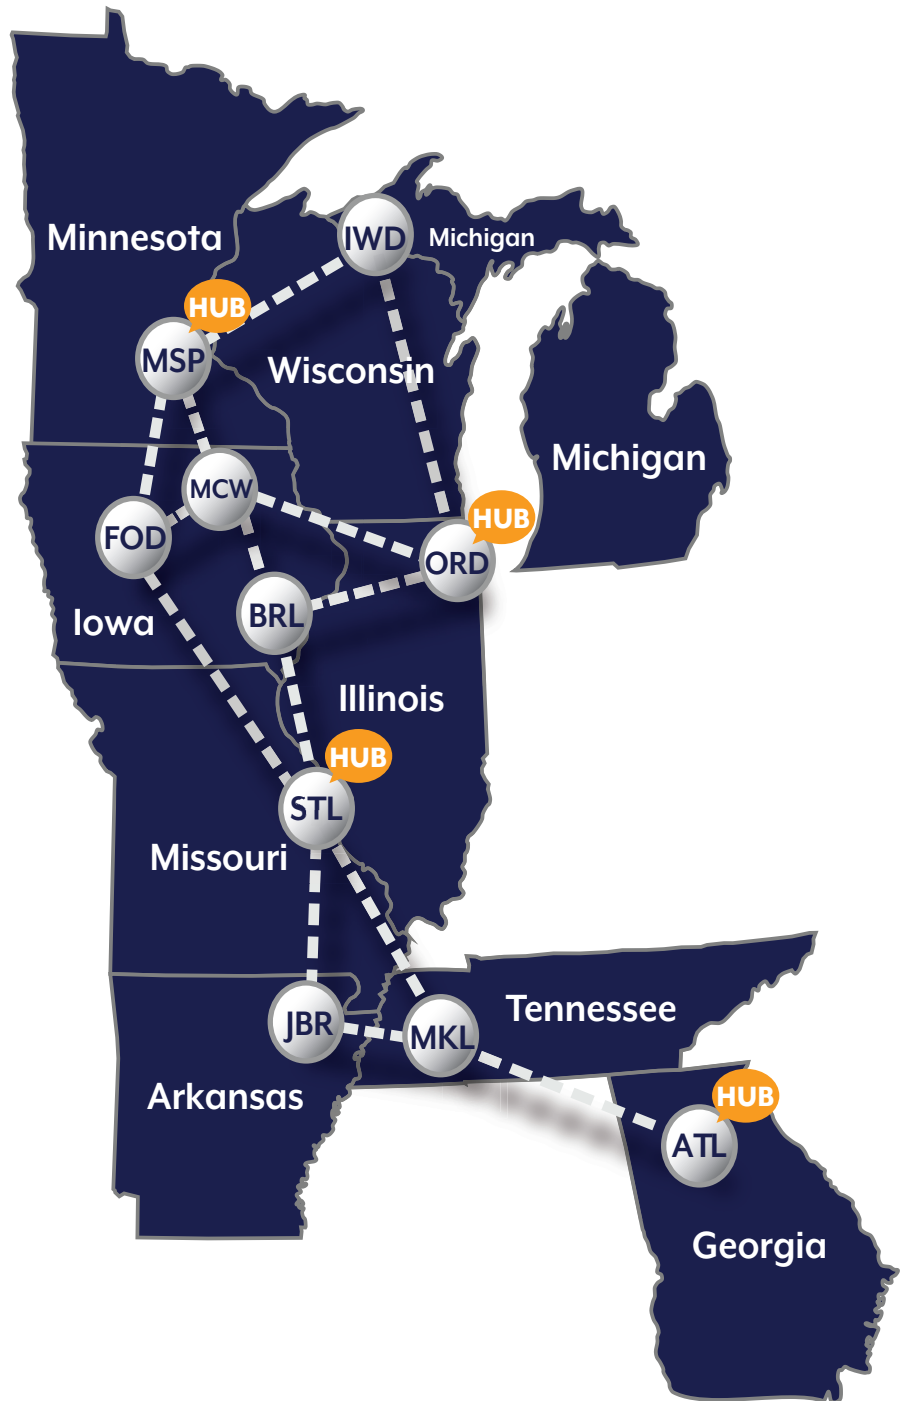 Minnesota
IWD
Michigan
HUB
MSP
Wisconsin
Michigan
MCW
HUB
FOD
ORD
BRL
Iowa
Illinois
HUB
STL
Missouri
Tennessee
JBR
MKL
Arkansas
HUB
ATL
Georgia